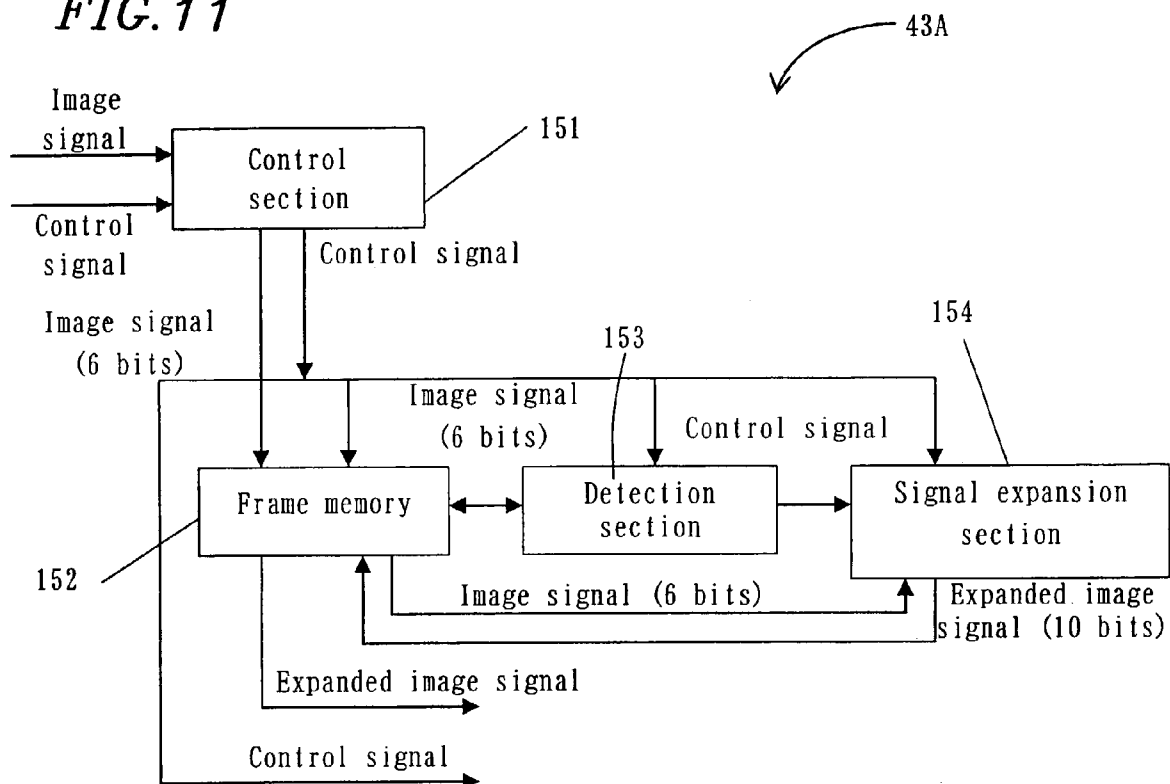 FIG. 11
43A
Image
signal
151
Control
section
Control
signal
Control signal
Image signal
(6 bits)
153
154
Image signal
(6 bits)
Control signal
Frame memory
Detection
section
Signal expansion
section
152
Image signal (6 bits)
Expanded image
signal (10 bits)
Expanded image signal
Control signal